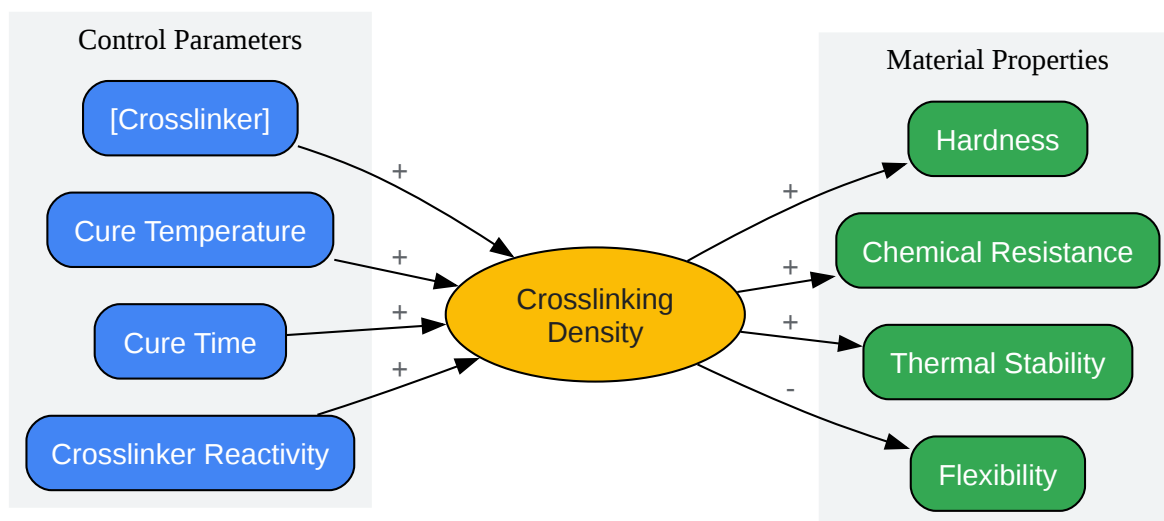 Control Parameters
[Crosslinker]
Cure Temperature
Cure Time
Crosslinker Reactivity
+
+
+
+
Crosslinking
Density
+
+
+
-
Material Properties
Hardness
Chemical Resistance
Thermal Stability
Flexibility